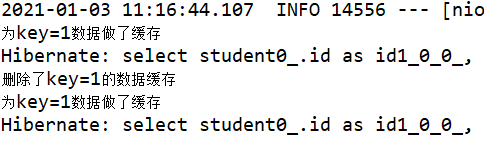 2021-01-03 11:16:44.107  INFO 14556 --- [nio
为key=1数据做了缓存
Hibernate: select student0_.id as id1_0_0_,
删除了key=1的数据缓存
为key=1数据做了缓存
Hibernate: select student0_.id as id1_0_0_,